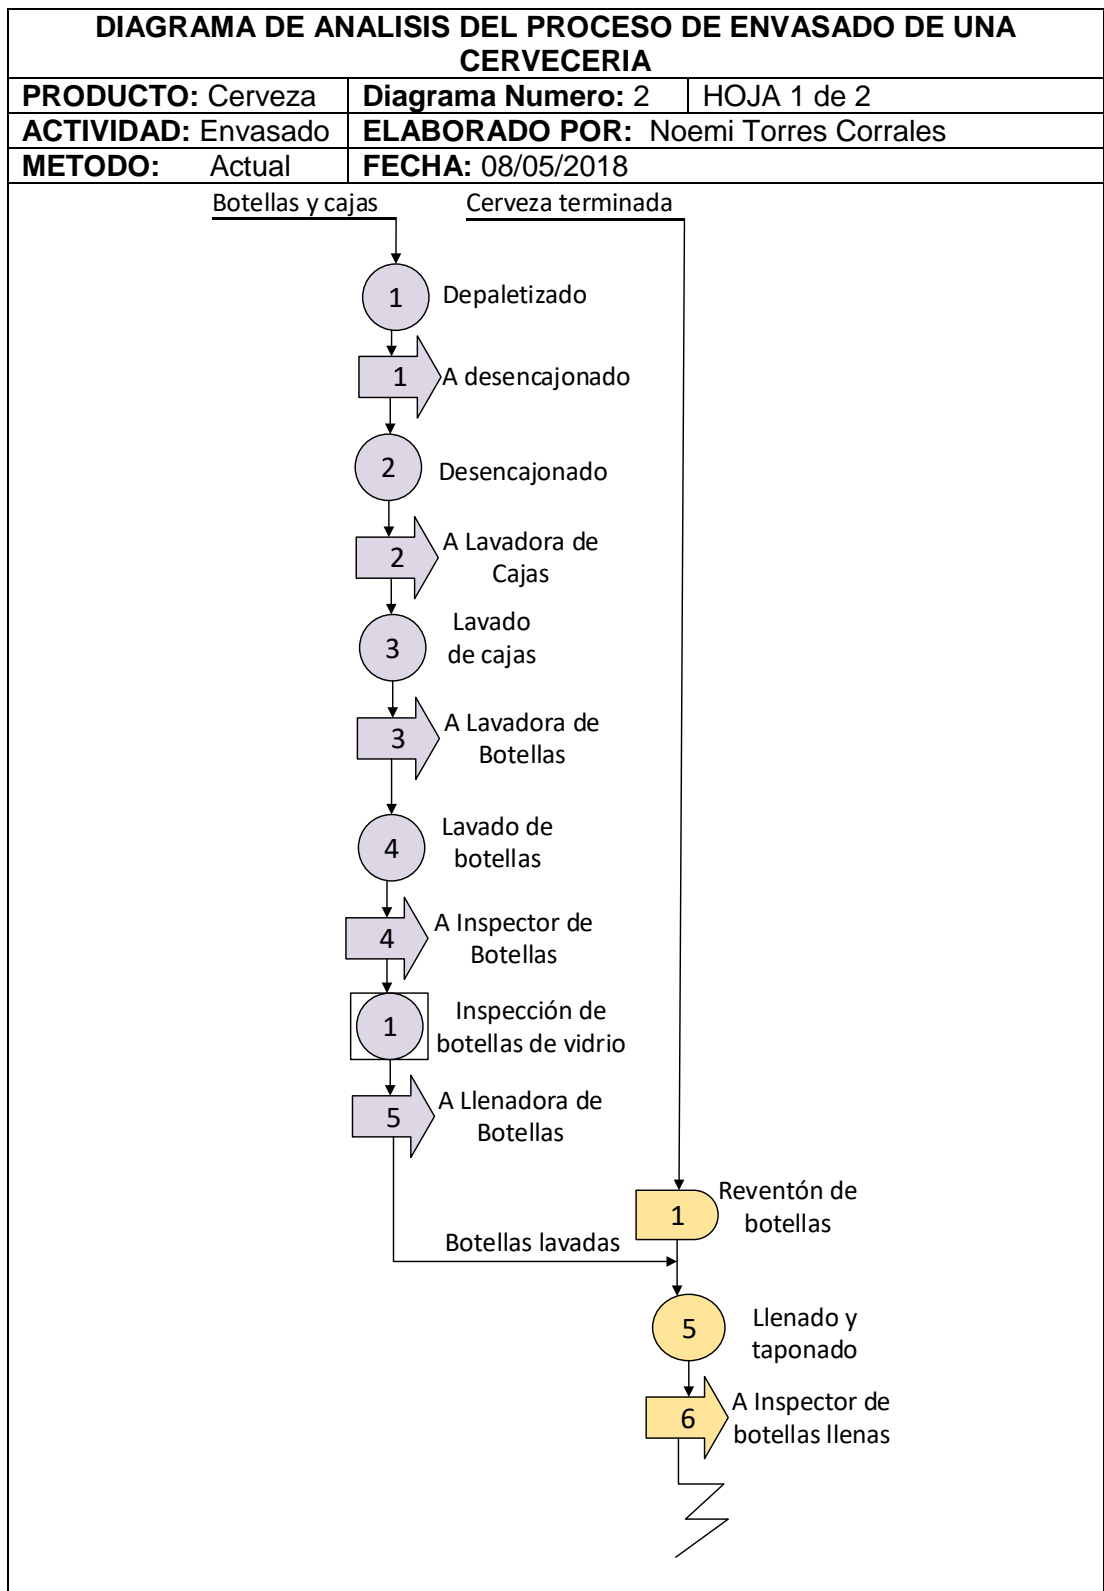 DIAGRAMA DE ANALISIS DEL PROCESO DE ENVASADO DE UNA
CERVECERIA
PRODUCTO: Cerveza
Diagrama Numero: 2
HOJA 1 de 2
ACTIVIDAD: Envasado
ELABORADO POR: Noemi Torres Corrales
METODO: Actual
FECHA: 08/05/2018
Botellas y cajas
Cerveza terminada
1
Depaletizado
1
A desencajonado
2
Desencajonado
2
A Lavadora de
Cajas
3
Lavado
de cajas
3
A Lavadora de
Botellas
4
Lavado de
botellas
4
A Inspector de
Botellas
1
Inspección de
botellas de vidrio
5
A Llenadora de
Botellas
1
Reventón de
botellas
Botellas lavadas
5
Llenado y
taponado
6
A Inspector de
botellas llenas